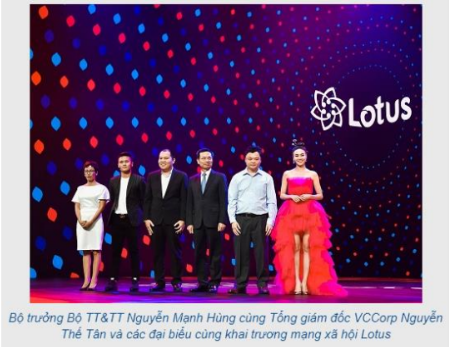 Lotus
Bộ trưởng Bộ TT&TT Nguyễn Mạnh Hùng cùng Tổng giám đốc VCCorp Nguyễn
Thế Tân và các đại biểu cùng khai trương mạng xã hội Lotus